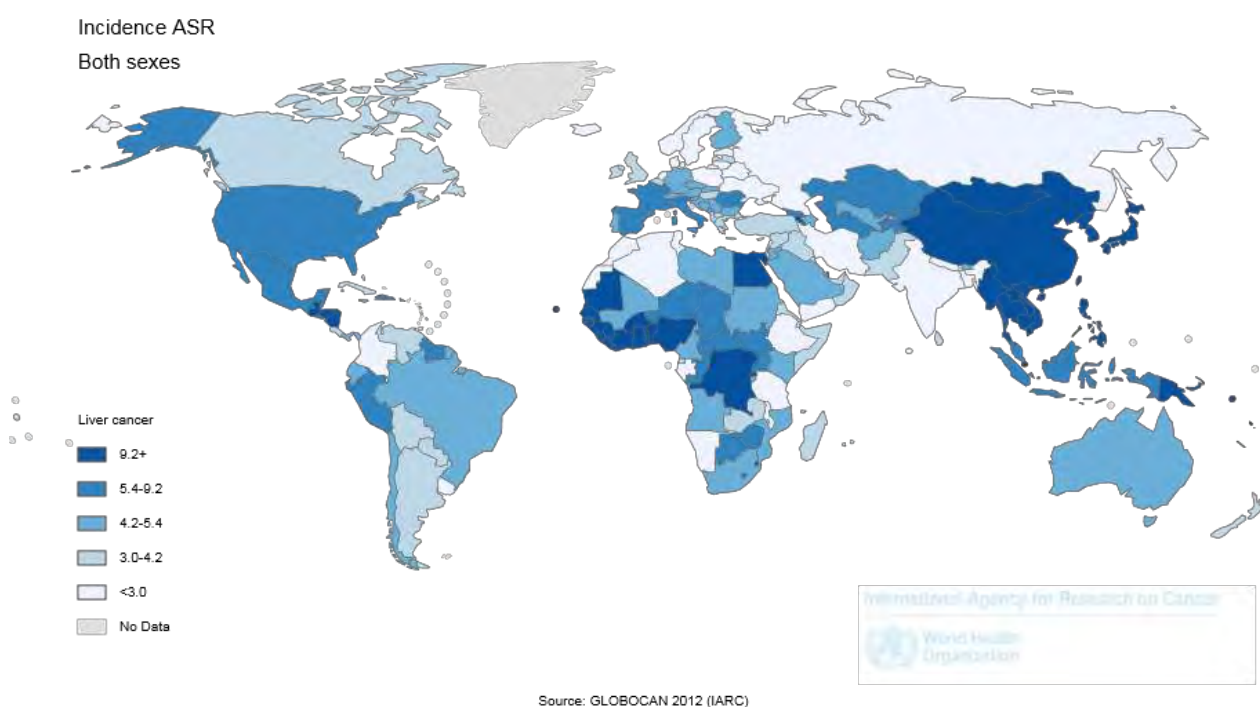 Incidence ASR
Both sexes
Liver cancer
9.2+
5.4-9.2
4.2-5.4
3.0-4.2
<3.0
No Data
International Agency for Research on Cancer
World Health
Organization
Source: GLOBOCAN 2012 (IARC)